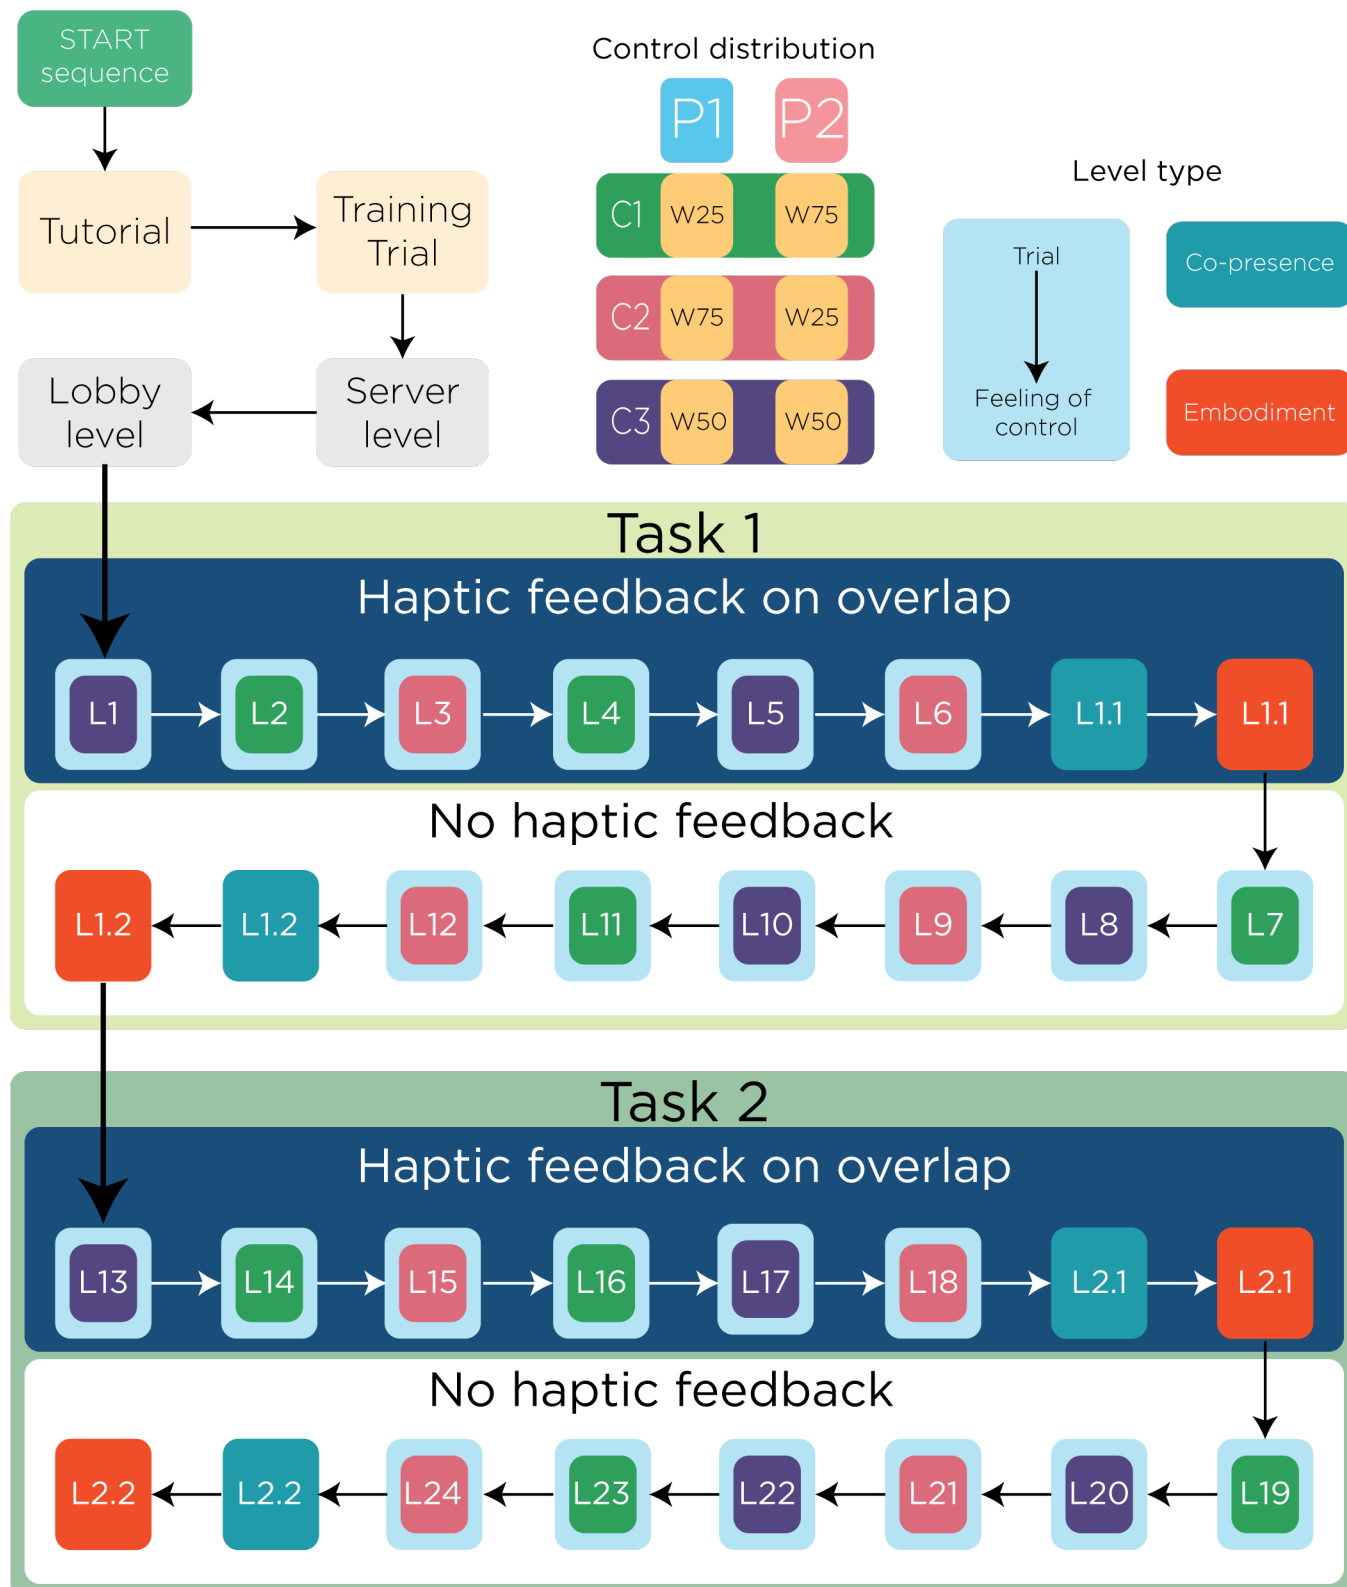 START
sequence
Tutorial
Training
Trial
Lobby
level
Server
level
Control distribution
P1 P2
C1 W25 W75
C2 W75 W25
C3 W50 W50
Level type
Trial
Feeling of
control
Co-presence
Embodiment
Task 1
Haptic feedback on overlap
L1 L2 L3 L4 L5 L6 L1.1 L1.1
No haptic feedback
L1.2 L1.2 L12 L11 L10 L9 L8 L7
Task 2
Haptic feedback on overlap
L13 L14 L15 L16 L17 L18 L2.1 L2.1
No haptic feedback
L2.2 L2.2 L24 L23 L22 L21 L20 L19